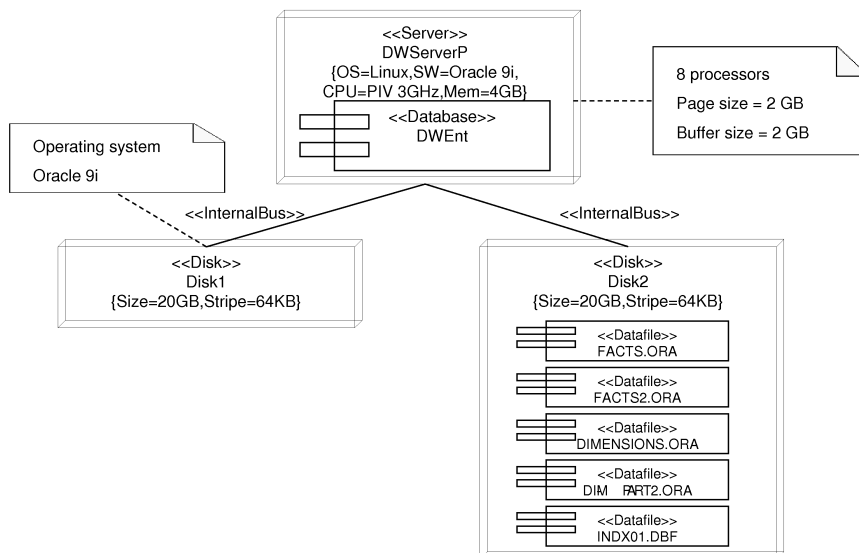 <<Server>>
DWServerP
{OS=Linux,SW=Oracle 9i,
CPU=PIV 3GHz,Mem=4GB}
<<Database>>
DWEnt
8 processors
Page size = 2 GB
Buffer size = 2 GB
Operating system
Oracle 9i
<<InternalBus>>
<<InternalBus>>
<<Disk>>
Disk1
{Size=20GB,Stripe=64KB}
<<Disk>>
Disk2
{Size=20GB,Stripe=64KB}
<<Datafile>>
FACTS.ORA
<<Datafile>>
FACTS2.ORA
<<Datafile>>
DIMENSIONS.ORA
<<Datafile>>
DIM PART2.ORA
<<Datafile>>
INDX01.DBF